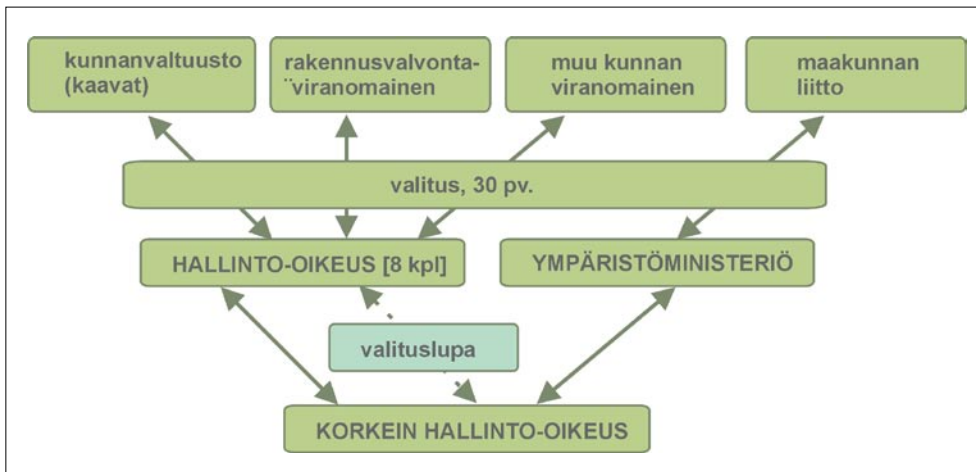 kunnanvaltuusto
(kaavat)
rakennusvalvonta-
¨viranomainen
muu kunnan
viranomainen
maakunnan
liitto
valitus, 30 pv.
HALLINTO-OIKEUS [8 kpl]
YMPÄRISTÖMINISTERIÖ
valituslupa
KORKEIN HALLINTO-OIKEUS